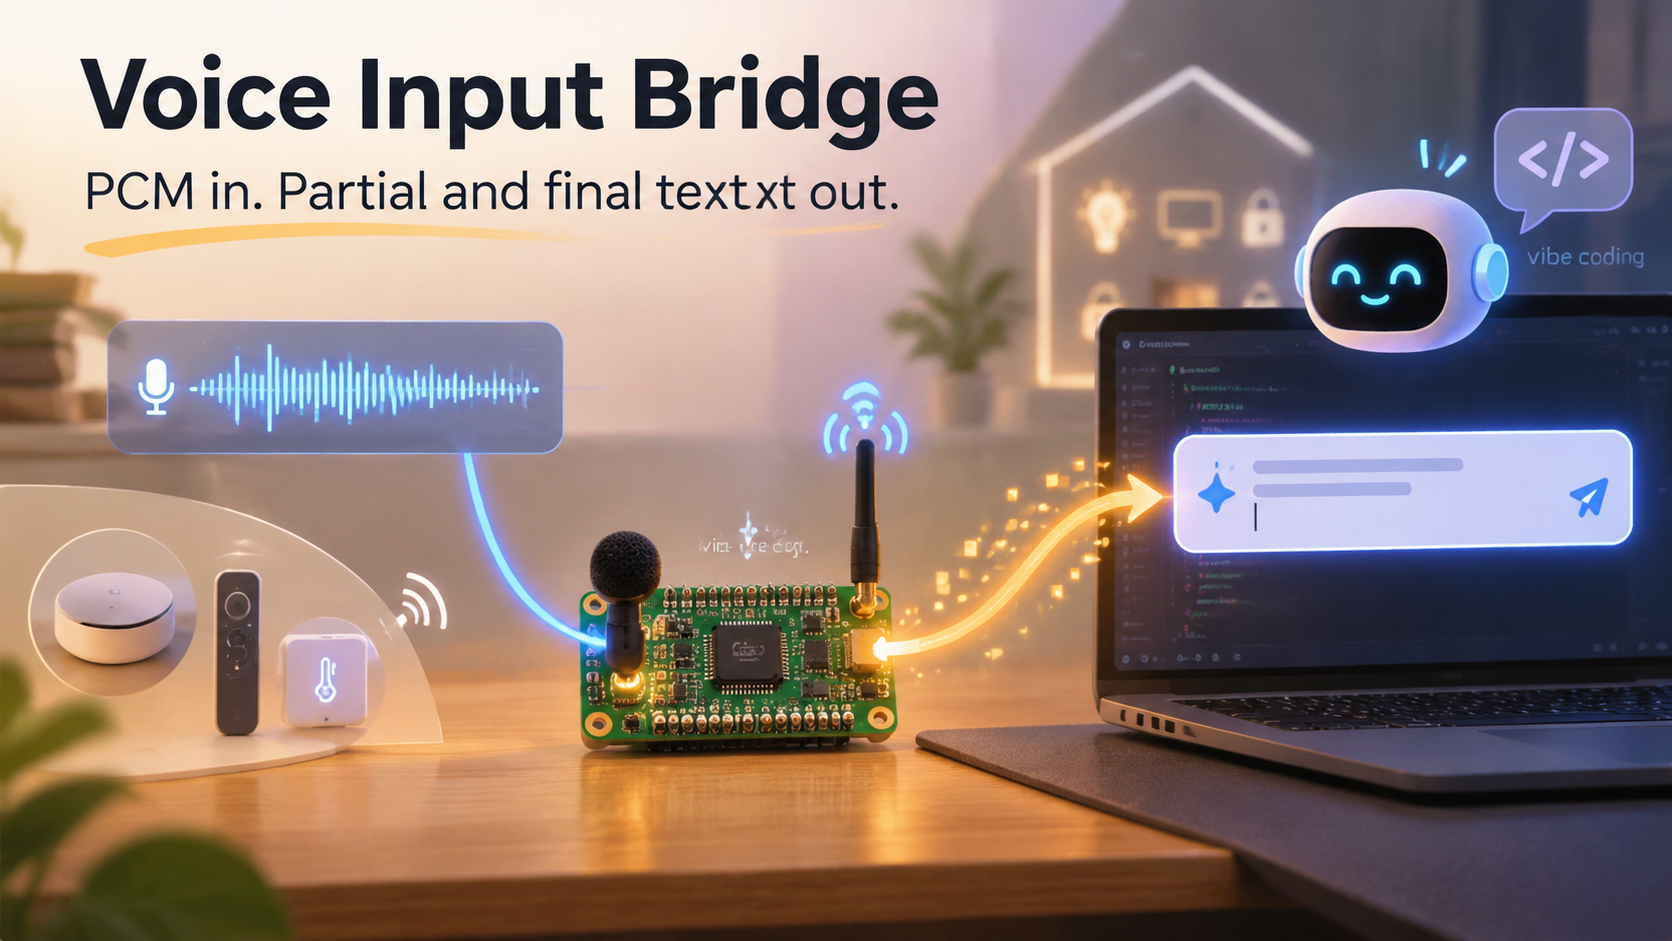 Voice Input Bridge
PCM in. Partial and final textxt out.
</>
vibe coding